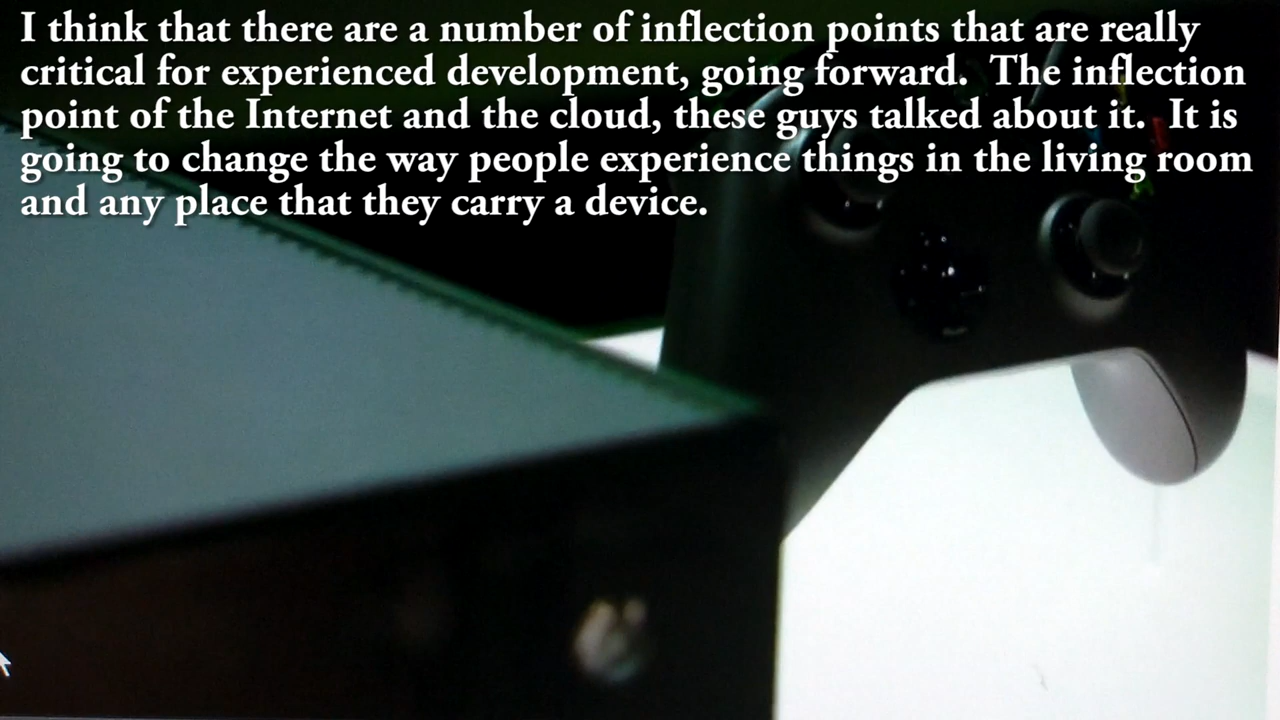 I think that there are a number of inflection points that are really
critical for experienced development, going forward.  The inflection
point of the Internet and the cloud, these guys talked about it.  It is
going to change the way people experience things in the living room
and any place that they carry a device.